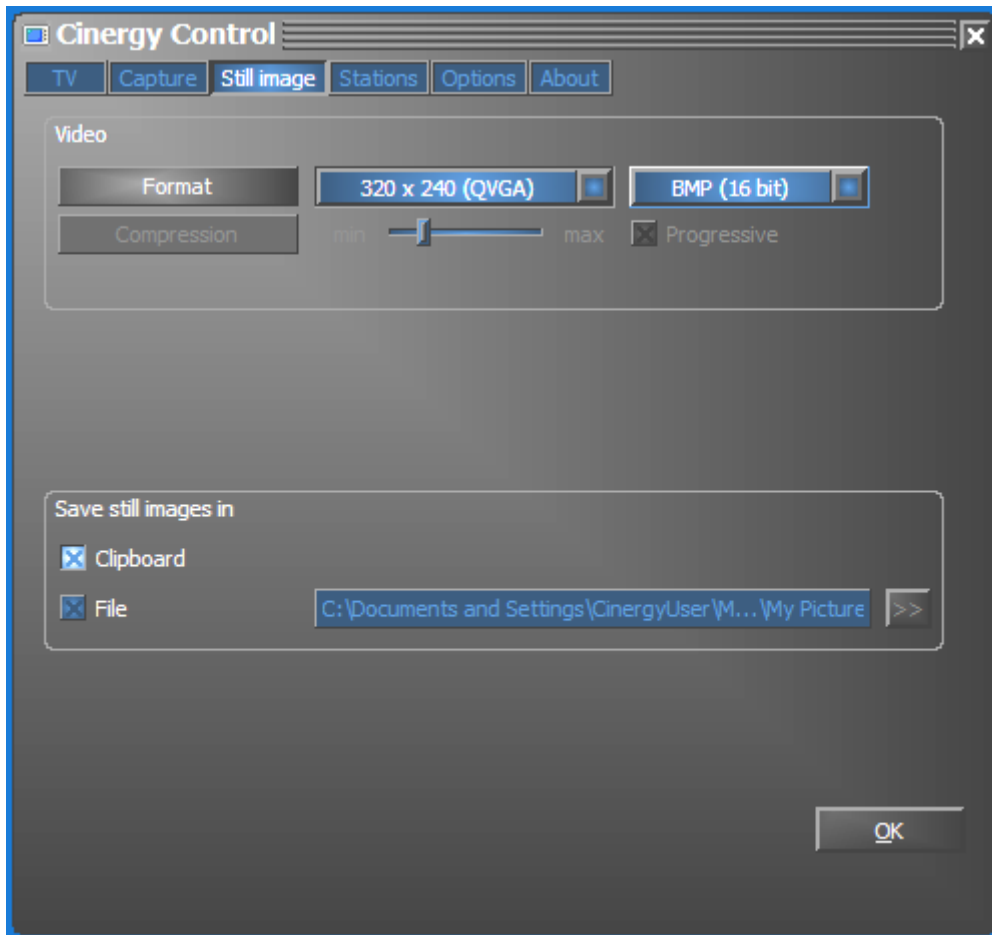 Cinergy Control
TV Capture Still image Stations Options About
Video
Format 320 x 240 (QVGA) BMP (16 bit)
Compression min max Progressive
Save still images in
Clipboard
File C:\Documents and Settings\CinergyUser\M...\My Picture >>
OK